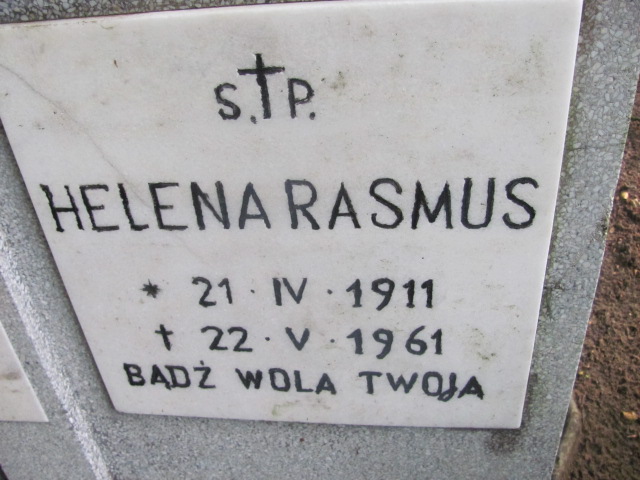 S.†P.
HELENA RASMUS
* 21 · IV · 1911
† 22 · V · 1961
BĄDŹ WOLA TWOJA